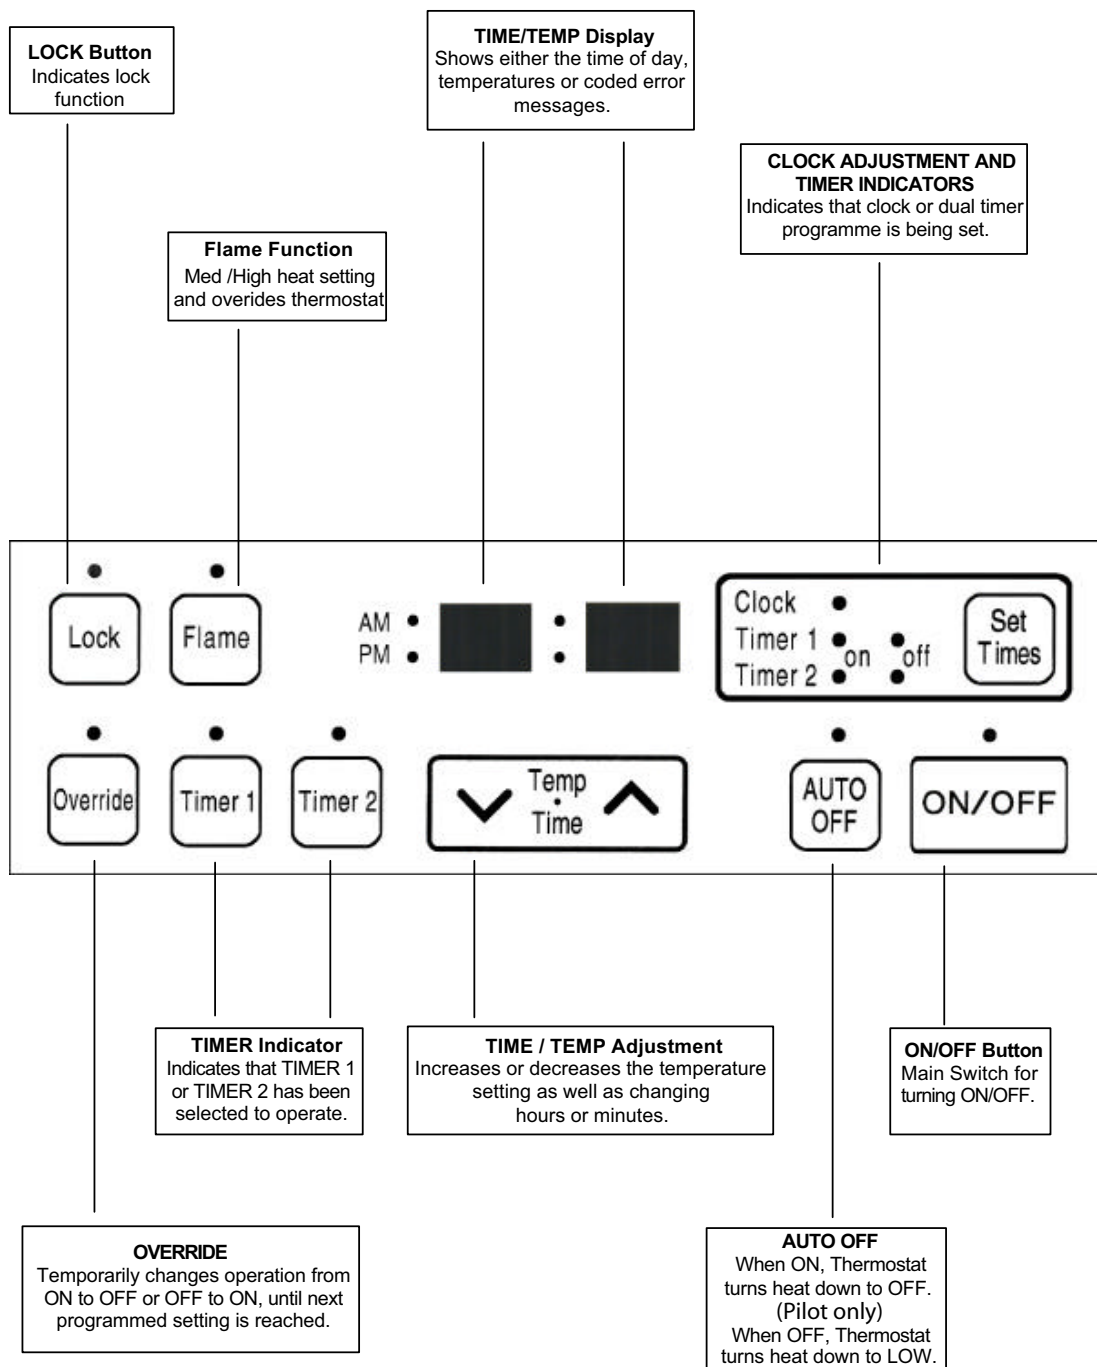 LOCK Button
Indicates lock
function
TIME/TEMP Display
Shows either the time of day,
temperatures or coded error
messages.
CLOCK ADJUSTMENT AND
TIMER INDICATORS
Indicates that clock or dual timer
programme is being set.
Flame Function
Med /High heat setting
and overides thermostat
Lock
Flame
AM
PM
Clock
Timer 1
Timer 2
on
off
Set
Times
Override
Timer 1
Timer 2
Temp
Time
AUTO
OFF
ON/OFF
TIMER Indicator
Indicates that TIMER 1
or TIMER 2 has been
selected to operate.
TIME / TEMP Adjustment
Increases or decreases the temperature
setting as well as changing
hours or minutes.
ON/OFF Button
Main Switch for
turning ON/OFF.
OVERRIDE
Temporarily changes operation from
ON to OFF or OFF to ON, until next
programmed setting is reached.
AUTO OFF
When ON, Thermostat
turns heat down to OFF.
(Pilot only)
When OFF, Thermostat
turns heat down to LOW.